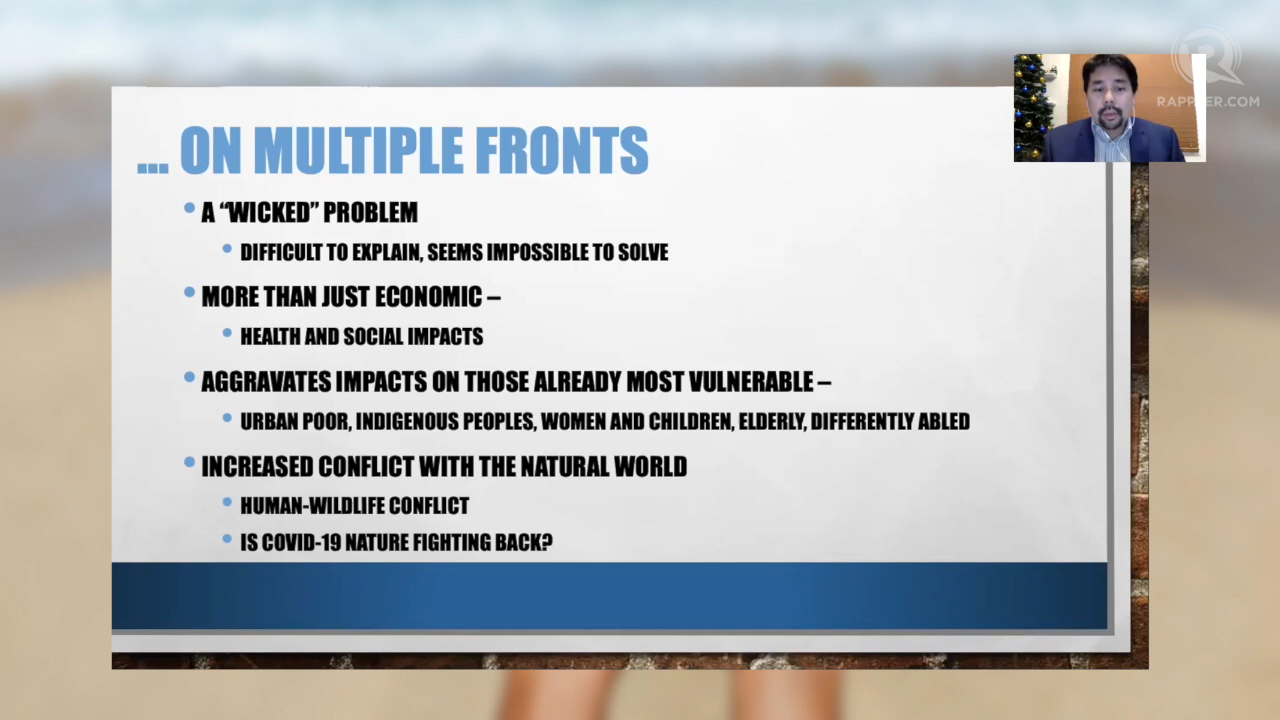 ... ON MULTIPLE FRONTS
A “WICKED” PROBLEM
DIFFICULT TO EXPLAIN, SEEMS IMPOSSIBLE TO SOLVE
MORE THAN JUST ECONOMIC –
HEALTH AND SOCIAL IMPACTS
AGGRAVATES IMPACTS ON THOSE ALREADY MOST VULNERABLE –
URBAN POOR, INDIGENOUS PEOPLES, WOMEN AND CHILDREN, ELDERLY, DIFFERENTLY ABLED
INCREASED CONFLICT WITH THE NATURAL WORLD
HUMAN-WILDLIFE CONFLICT
IS COVID-19 NATURE FIGHTING BACK?
RAPPLER.COM